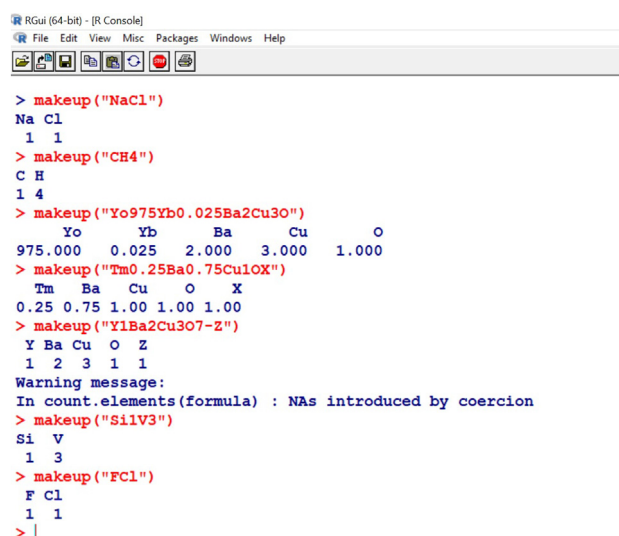 RGui (64-bit) - [R Console]
File Edit View Misc Packages Windows Help
STOP
> makeup("NaCl")
Na Cl
1 1
> makeup("CH4")
C H
1 4
> makeup("Yo975Yb0.025Ba2Cu3O")
Yo Yb Ba Cu O
975.000 0.025 2.000 3.000 1.000
> makeup("Tm0.25Ba0.75Cu1OX")
Tm Ba Cu O X
0.25 0.75 1.00 1.00 1.00
> makeup("Y1Ba2Cu3O7-Z")
Y Ba Cu O Z
1 2 3 1 1
Warning message:
In count.elements(formula) : NAs introduced by coercion
> makeup("Si1V3")
Si V
1 3
> makeup("FCl")
F Cl
1 1
>